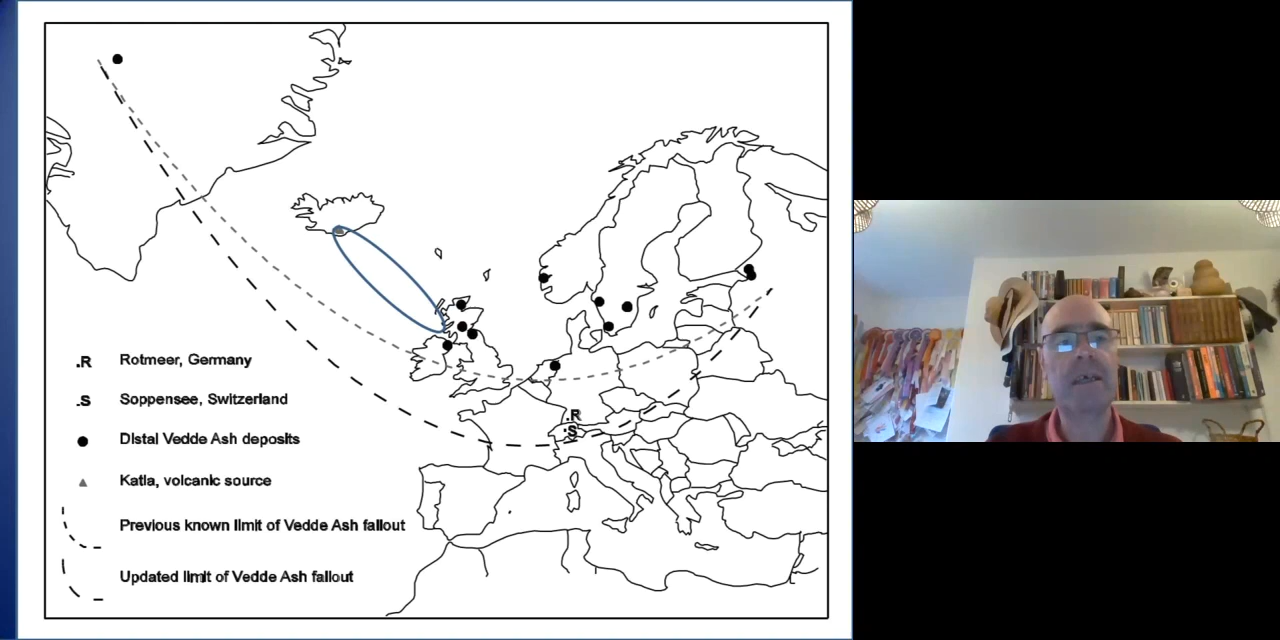 .R
.S
.R Rotmeer, Germany
.S Soppensee, Switzerland
Distal Vedde Ash deposits
Katla, volcanic source
Previous known limit of Vedde Ash fallout
Updated limit of Vedde Ash fallout